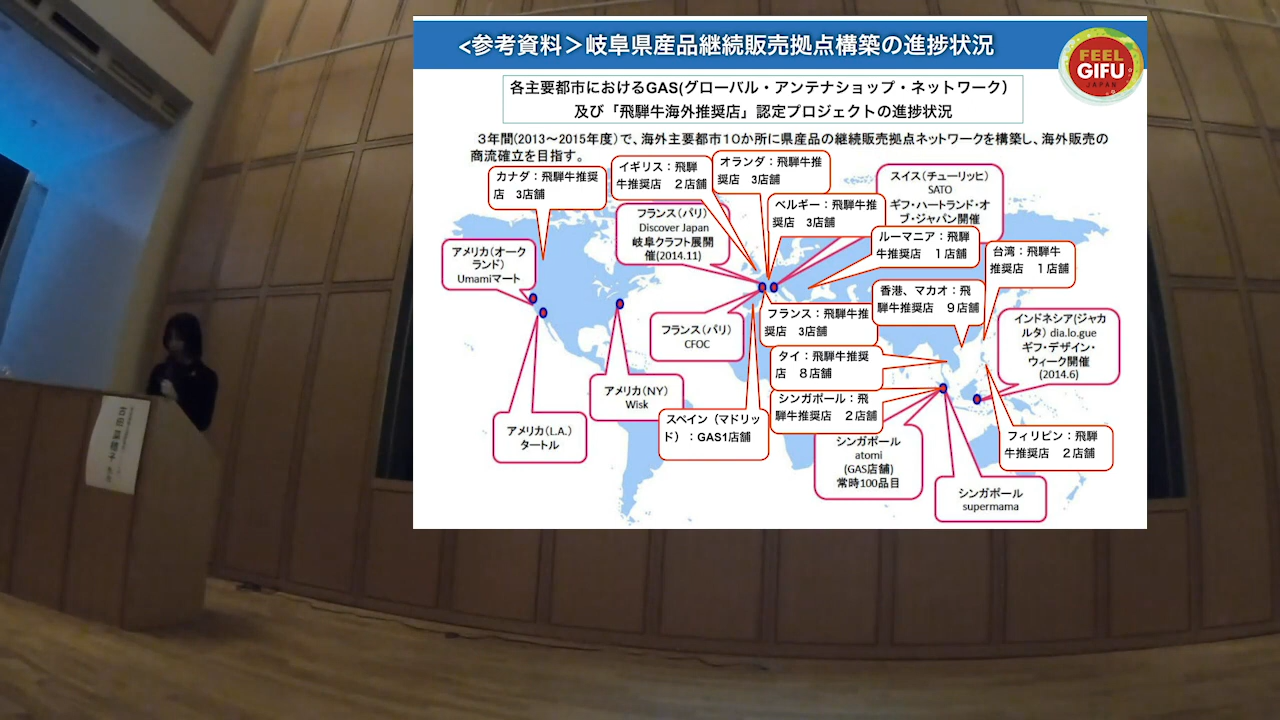 <参考資料＞岐阜県産品継続販売拠点構築の進捗状況
FEEL
GIFU
JAPAN
各主要都市におけるGAS(グローバル・アンテナショップ・ネットワーク）
及び「飛騨牛海外推奨店」認定プロジェクトの進捗状況
３年間(2013～2015年度)で、海外主要都市１０か所に県産品の継続販売拠点ネットワークを構築し、海外販売の
商流確立を目指す。
カナダ：飛騨牛推奨
店　3店舗
イギリス：飛騨
牛推奨店　２店舗
オランダ：飛騨牛推
奨店　3店舗
スイス（チューリッヒ）
SATO
ギフ・ハートランド・オ
ブ・ジャパン開催
フランス（パリ）
Discover Japan
岐阜クラフト展開
催(2014.11)
ベルギー：飛騨牛推
奨店　3店舗
ルーマニア：飛騨
牛推奨店　１店舗
台湾：飛騨牛
推奨店　１店舗
アメリカ（オーク
ランド）
Umamiマート
香港、マカオ：飛
騨牛推奨店　９店舗
フランス（パリ）
CFOC
フランス：飛騨牛推
奨店　3店舗
インドネシア(ジャカ
ルタ）dia.lo.gue
ギフ・デザイン・
ウィーク開催
(2014.6)
タイ：飛騨牛推奨
店　８店舗
アメリカ（NY）
Wisk
シンガポール：飛
騨牛推奨店　２店舗
スペイン（マドリッ
ド）：GAS1店舗
アメリカ（L.A.）
タートル
シンガポール
atomi
(GAS店舗)
常時100品目
フィリピン：飛騨
牛推奨店　２店舗
シンガポール
supermama